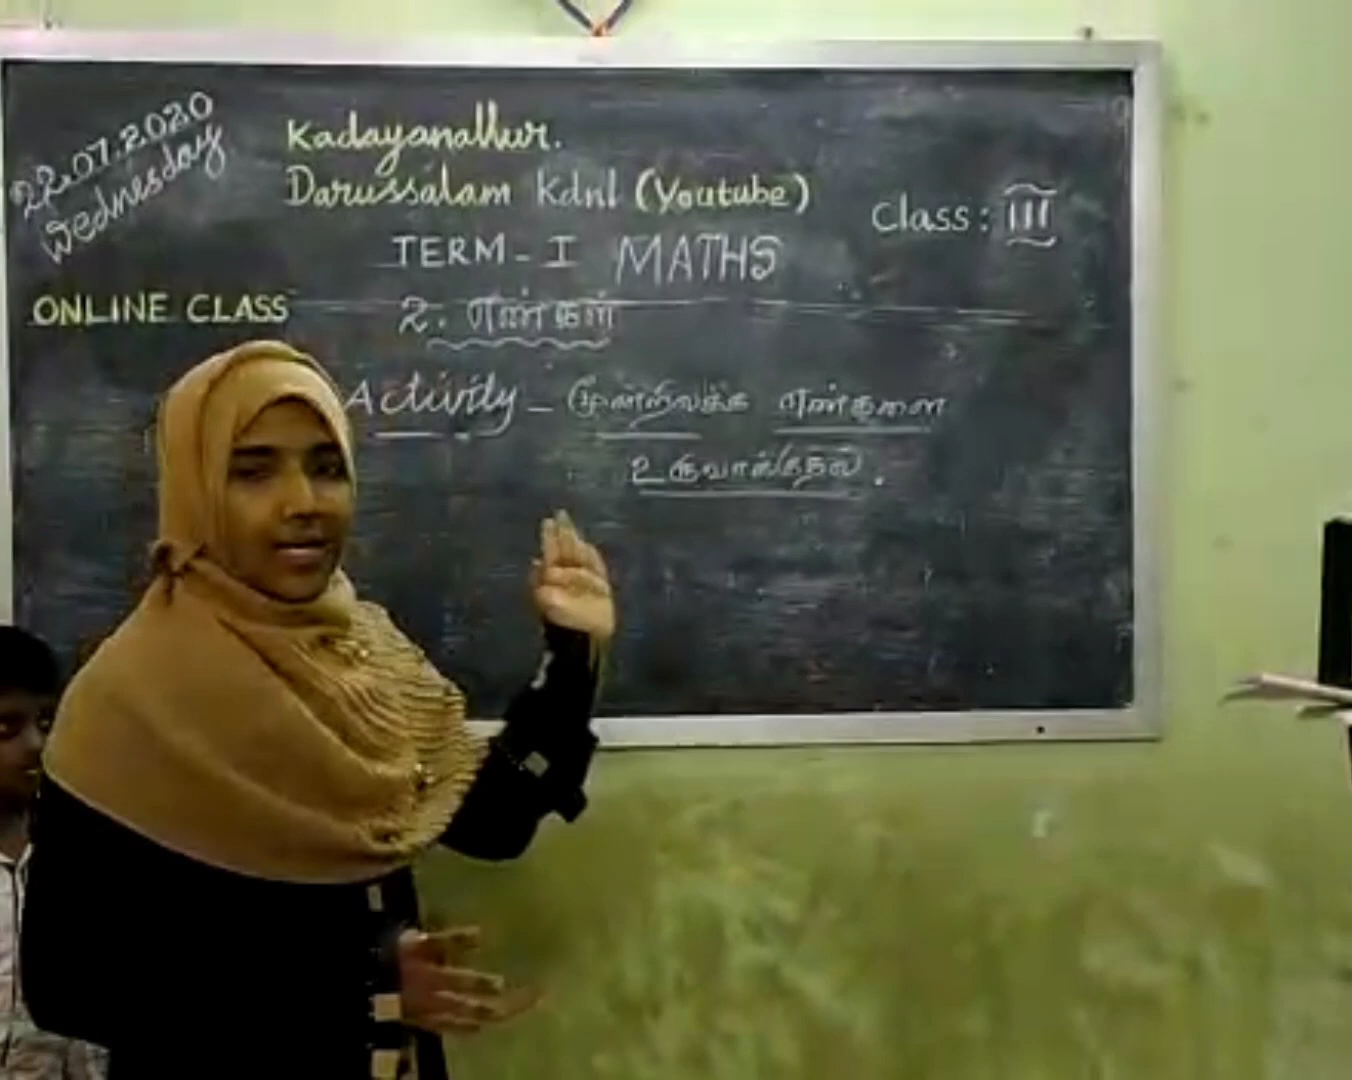 22.07.2020
Wednesday
Kadayanallur.
Darussalam Kdnl (Youtube)
Class: III
TERM - I MATHS
ONLINE CLASS
2. எண்கள்
Activity - மூன்றிலக்க எண்களை
உருவாக்குதல்.